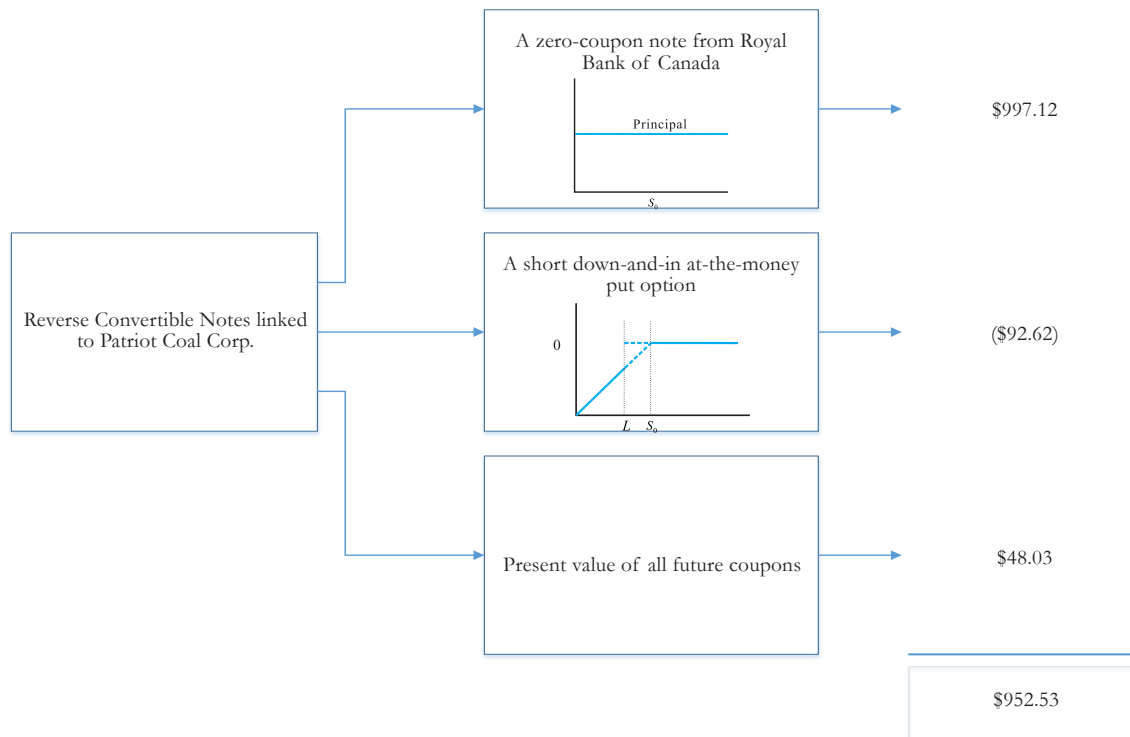 A zero-coupon note from Royal
Bank of Canada
Principal
S₀
$997.12
Reverse Convertible Notes linked
to Patriot Coal Corp.
A short down-and-in at-the-money
put option
0
L S₀
($92.62)
Present value of all future coupons
$48.03
$952.53